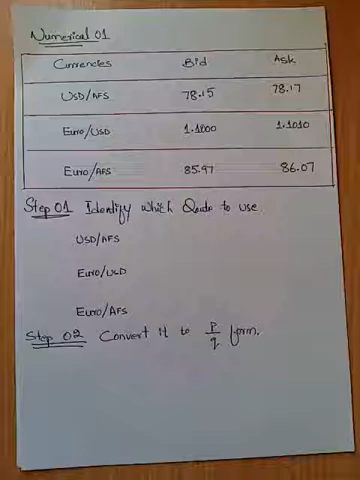 Numerical 01
Currencies Bid Ask
USD/AFS 78.15 78.17
Euro/USD 1.1000 1.1010
Euro/AFS 85.97 86.07
Step 01 Identify which Qoute to use.
USD/AFS
Euro/USD
Euro/AFS
Step 02 Convert it to P/q form.